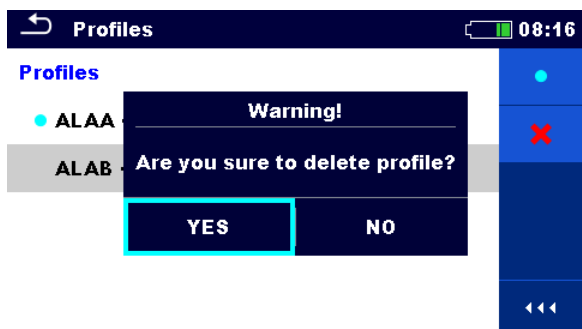 Profiles
08:16
Profiles
ALAA -
ALAB -
Warning!
Are you sure to delete profile?
YES
NO